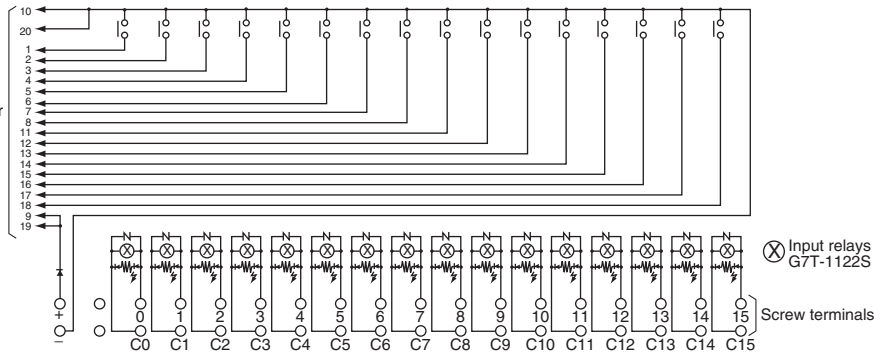 10
20
1
2
3
4
5
6
7
8
11
12
13
14
15
16
17
18
9
19
r
N N N N N N N N N N N N N N N N
Input relays
G7T-1122S
+ 0 1 2 3 4 5 6 7 8 9 10 11 12 13 14 15
Screw terminals
− C0 C1 C2 C3 C4 C5 C6 C7 C8 C9 C10 C11 C12 C13 C14 C15